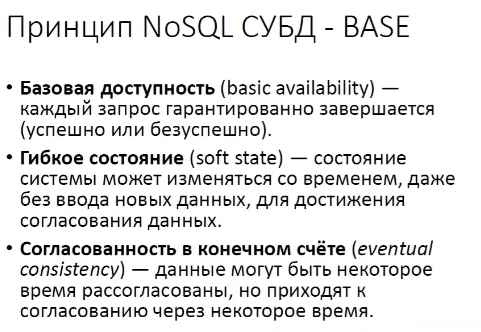 Принцип NoSQL СУБД - BASE
• Базовая доступность (basic availability) —
каждый запрос гарантированно завершается
(успешно или безуспешно).
• Гибкое состояние (soft state) — состояние
системы может изменяться со временем, даже
без ввода новых данных, для достижения
согласования данных.
• Согласованность в конечном счёте (eventual
consistency) — данные могут быть некоторое
время рассогласованы, но приходят к
согласованию через некоторое время.